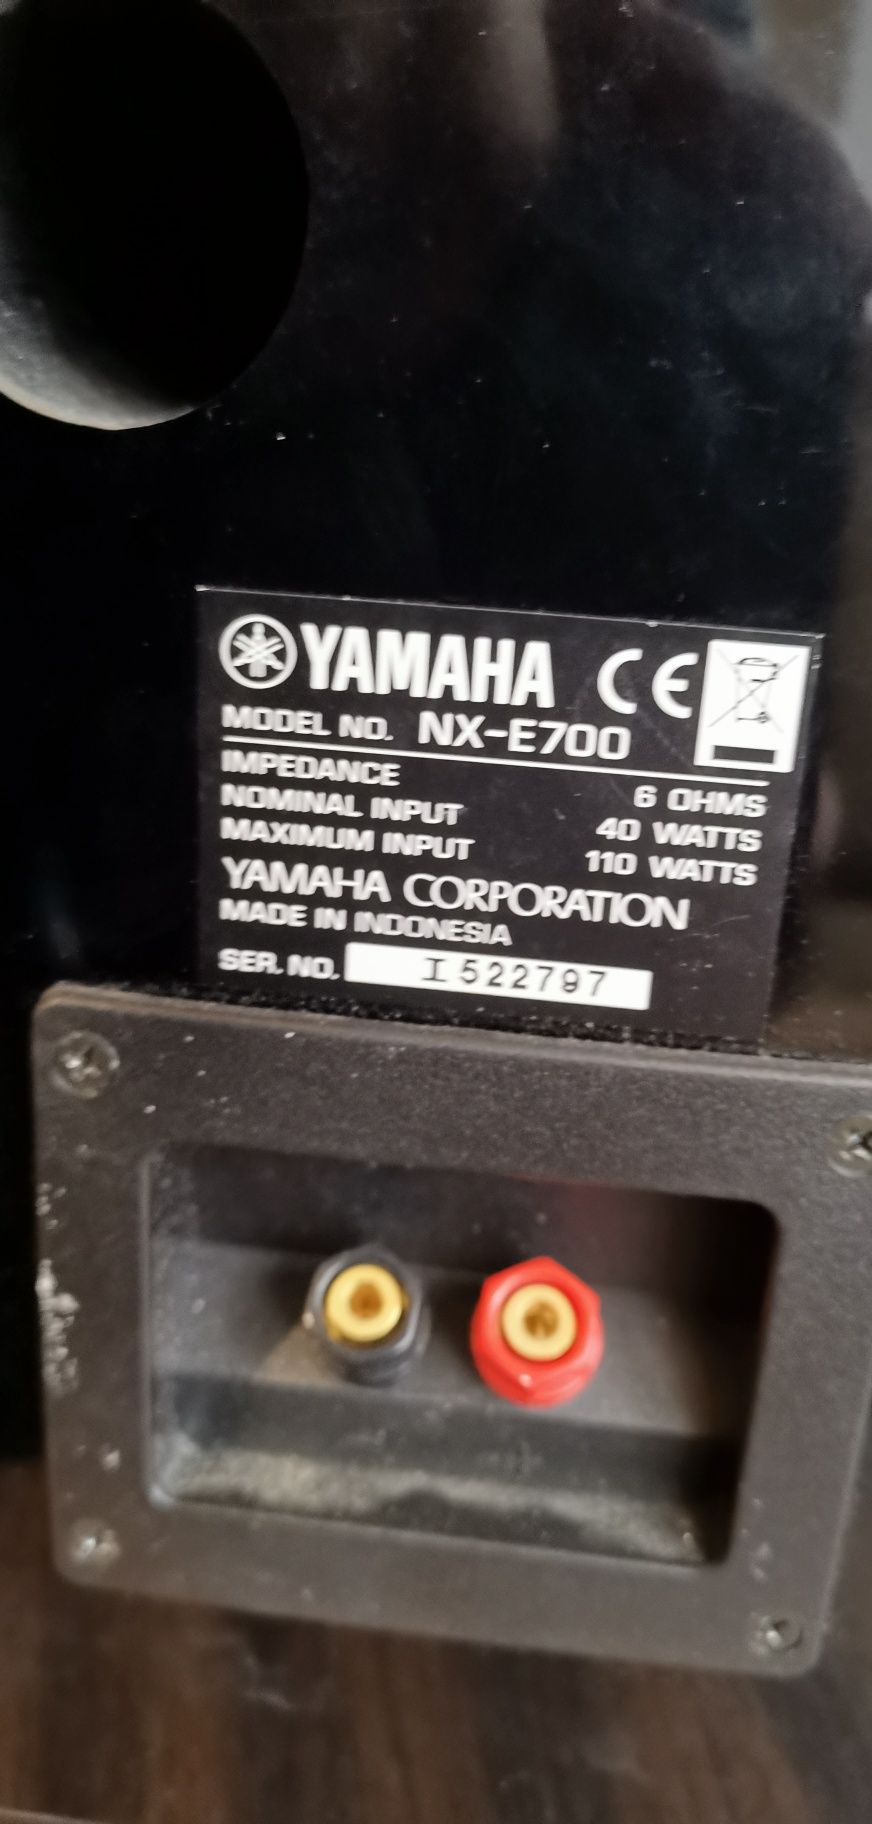 YAMAHA CE
MODEL NO. NX-E700
IMPEDANCE 6 OHMS
NOMINAL INPUT 40 WATTS
MAXIMUM INPUT 110 WATTS
YAMAHA CORPORATION
MADE IN INDONESIA
SER. NO. I522797